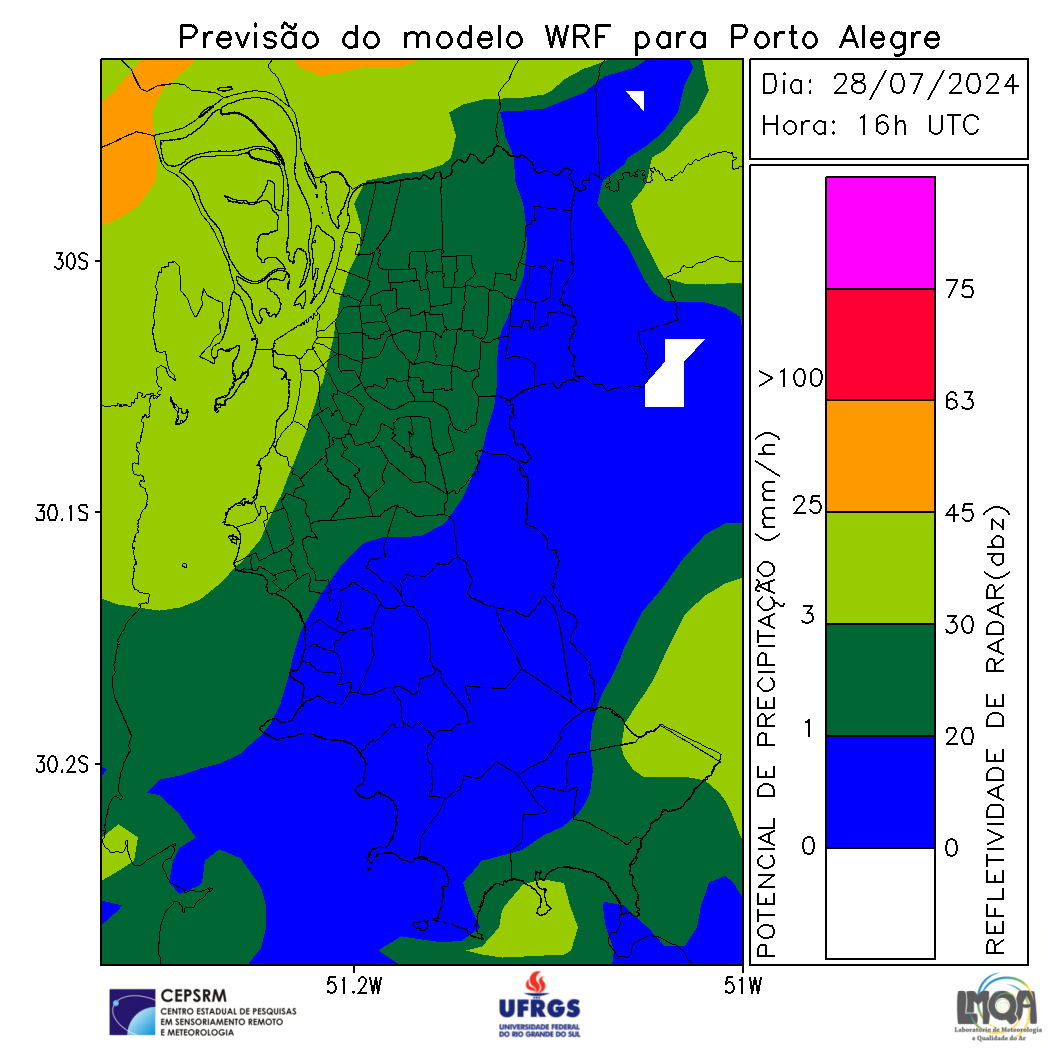 Previsão do modelo WRF para Porto Alegre
Dia: 28/07/2024
Hora: 16h UTC
30S
30.1S
30.2S
51.2W
51W
POTENCIAL DE PRECIPITAÇÃO (mm/h)
>100
25
3
1
0
75
63
45
30
20
0
REFLETIVIDADE DE RADAR(dbz)
CEPSRM
CENTRO ESTADUAL DE PESQUISAS
EM SENSORIAMENTO REMOTO
E METEOROLOGIA
UFRGS
UNIVERSIDADE FEDERAL
DO RIO GRANDE DO SUL
LMQA
Laboratório de Meteorologia
e Qualidade do Ar